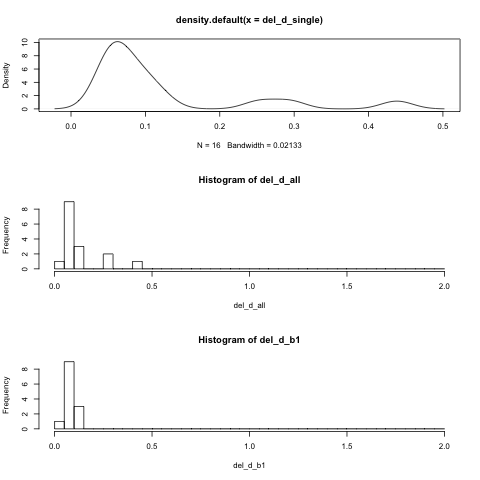 density.default(x = del_d_single)
Density
0 2 4 6 8 10
0.0 0.1 0.2 0.3 0.4 0.5
N = 16 Bandwidth = 0.02133
Histogram of del_d_all
Frequency
0 2 4 6 8
0.0 0.5 1.0 1.5 2.0
del_d_all
Histogram of del_d_b1
Frequency
0 2 4 6 8
0.0 0.5 1.0 1.5 2.0
del_d_b1